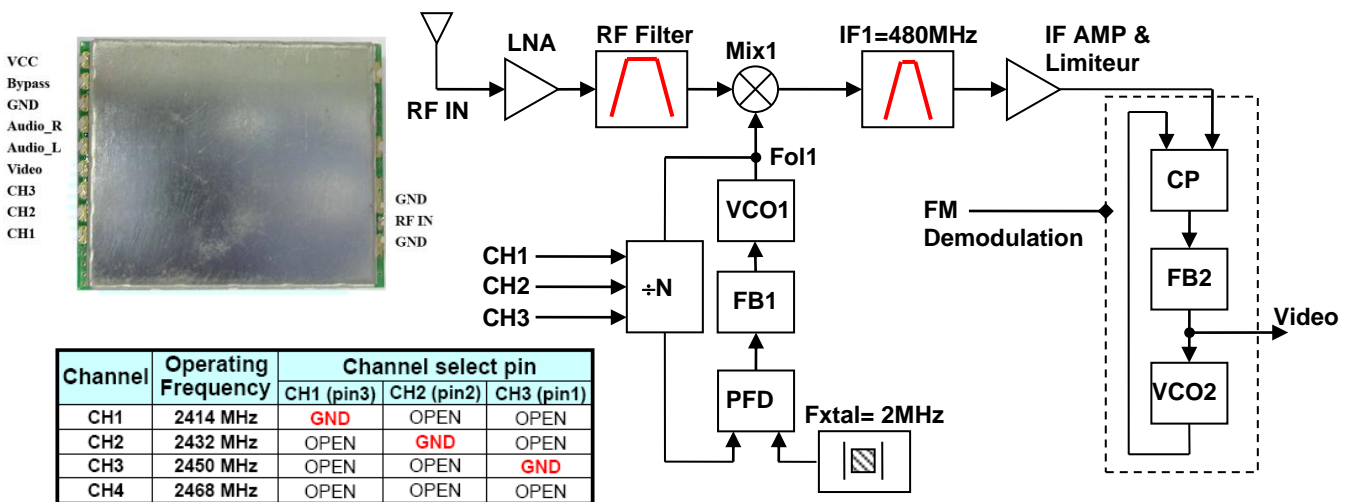 VCC
Bypass
GND
Audio_R
Audio_L
Video
CH3
CH2
CH1
GND
RF IN
GND
RF IN
LNA
RF Filter
Mix1
IF1=480MHz
IF AMP &
Limiteur
Fol1
VCO1
FB1
PFD
÷N
CH1
CH2
CH3
Fxtal= 2MHz
FM
Demodulation
CP
FB2
VCO2
Video
Channel Operating Frequency Channel select pin
CH1 (pin3) CH2 (pin2) CH3 (pin1)
CH1 2414 MHz GND OPEN OPEN
CH2 2432 MHz OPEN GND OPEN
CH3 2450 MHz OPEN OPEN GND
CH4 2468 MHz OPEN OPEN OPEN